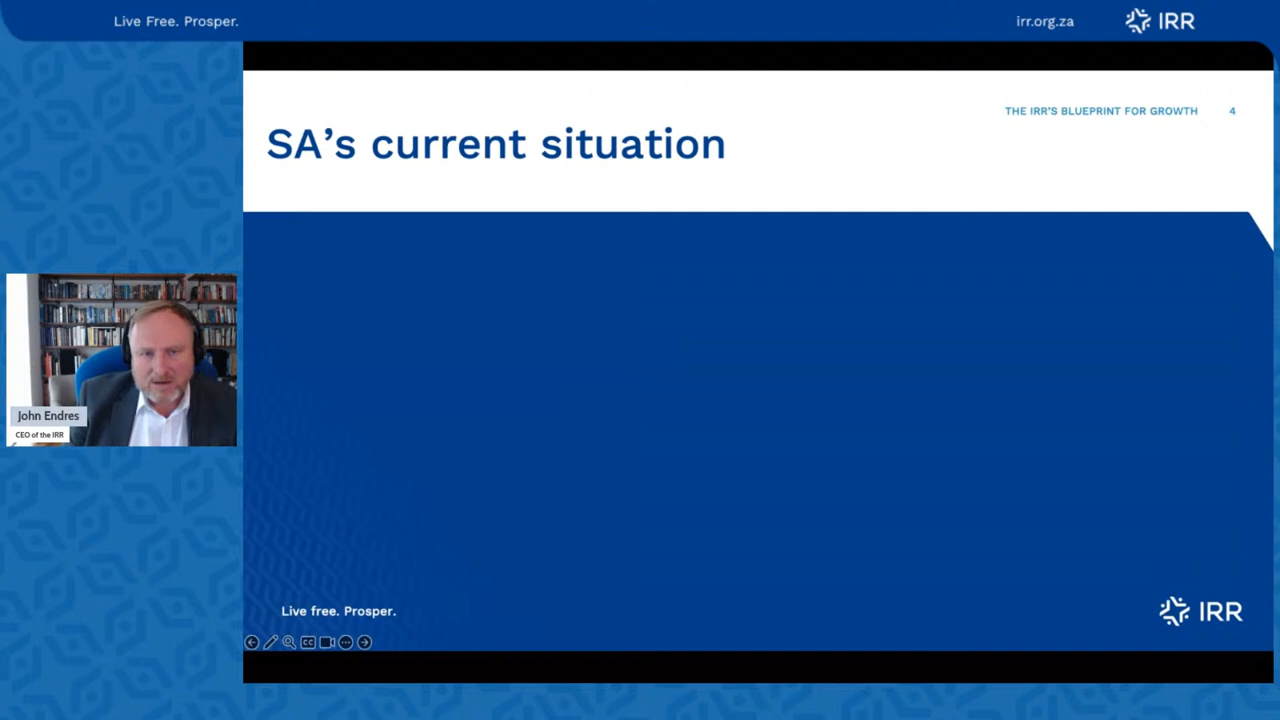 Live Free. Prosper.
irr.org.za
IRR
THE IRR'S BLUEPRINT FOR GROWTH 4
SA's current situation
John Endres
CEO of the IRR
Live free. Prosper.
IRR
CC